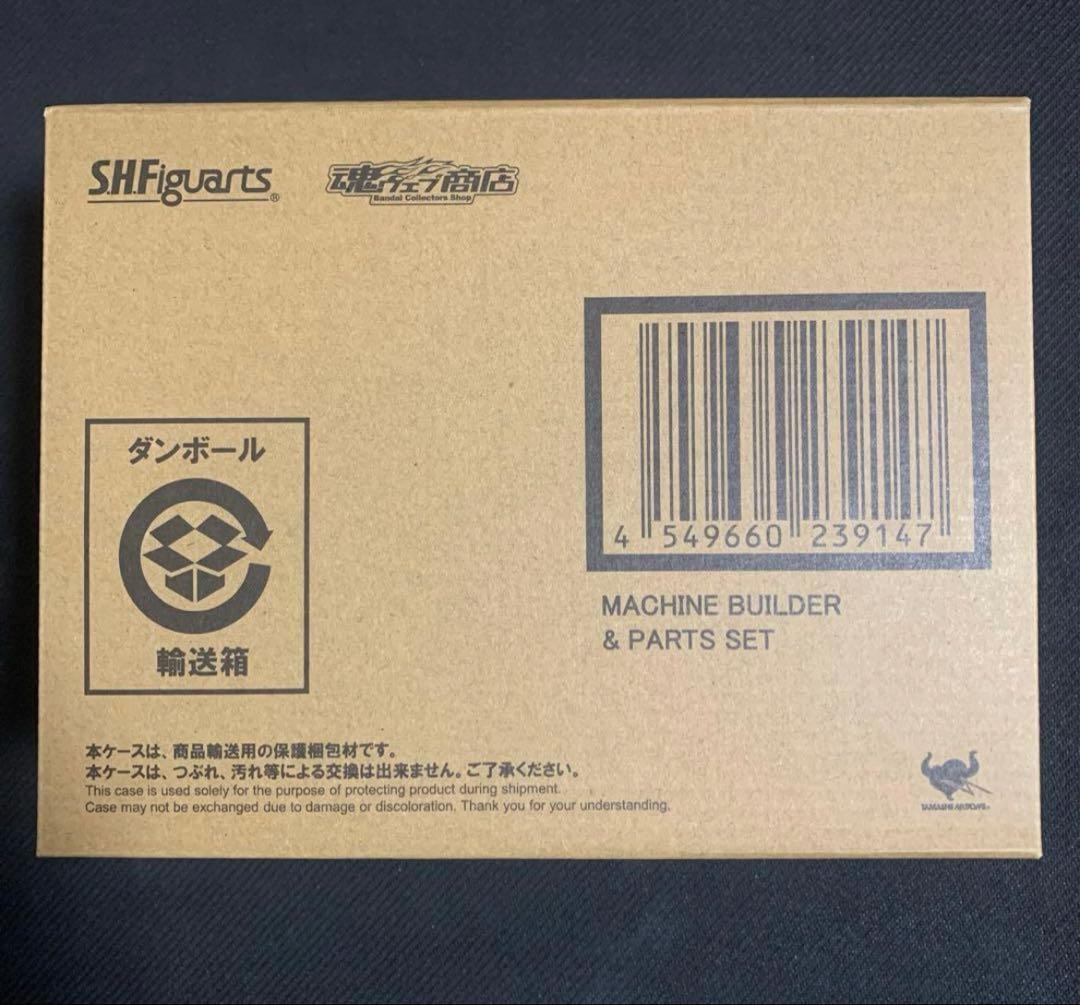 S.H.Figuarts®
魂ウェブ商店
Bandai Collectors Shop
4 549660 239147
MACHINE BUILDER
& PARTS SET
ダンボール
輸送箱
本ケースは、商品輸送用の保護梱包材です。
本ケースは、つぶれ、汚れ等による交換は出来ません。ご了承ください。
This case is used solely for the purpose of protecting product during shipment.
Case may not be exchanged due to damage or discoloration. Thank you for your understanding.
TAMASHII NATIONS